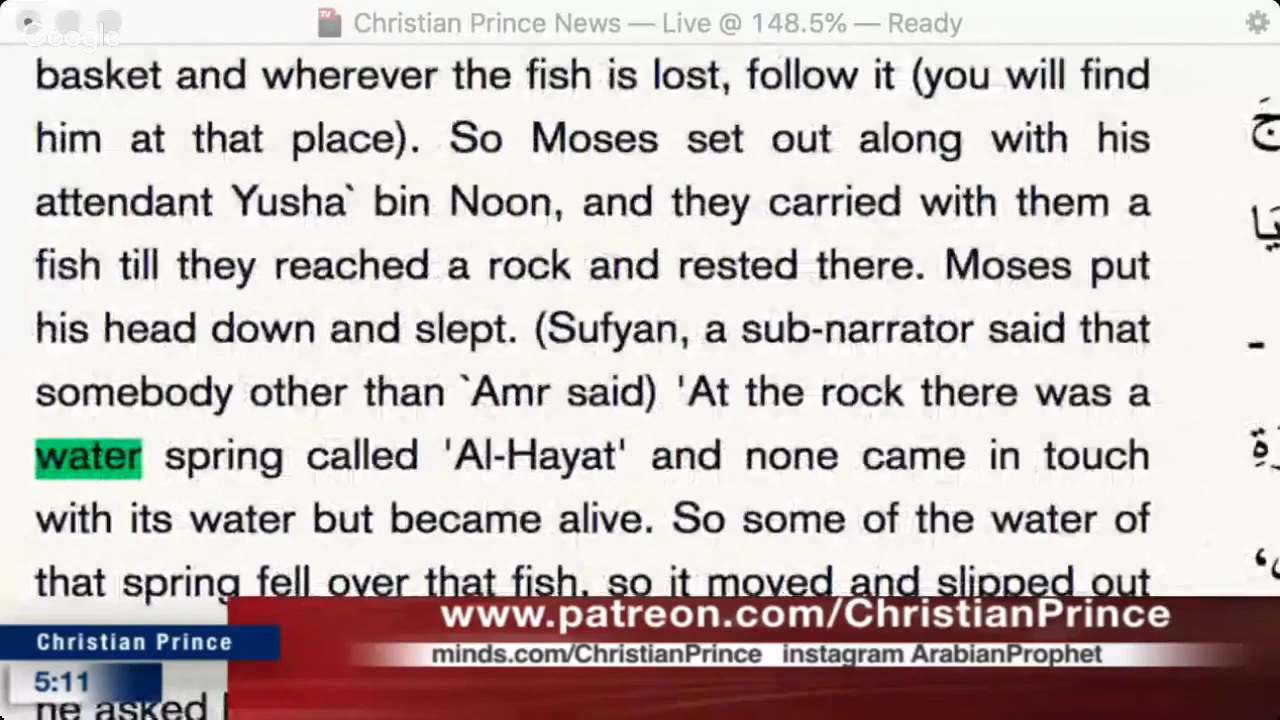 Christian Prince News — Live @ 148.5% — Ready
Google
basket and wherever the fish is lost, follow it (you will find
him at that place). So Moses set out along with his
attendant Yusha` bin Noon, and they carried with them a
fish till they reached a rock and rested there. Moses put
his head down and slept. (Sufyan, a sub-narrator said that
somebody other than `Amr said) 'At the rock there was a
water spring called 'Al-Hayat' and none came in touch
with its water but became alive. So some of the water of
that spring fell over that fish, so it moved and slipped out
he asked
www.patreon.com/ChristianPrince
Christian Prince
minds.com/ChristianPrince instagram ArabianProphet
5:11